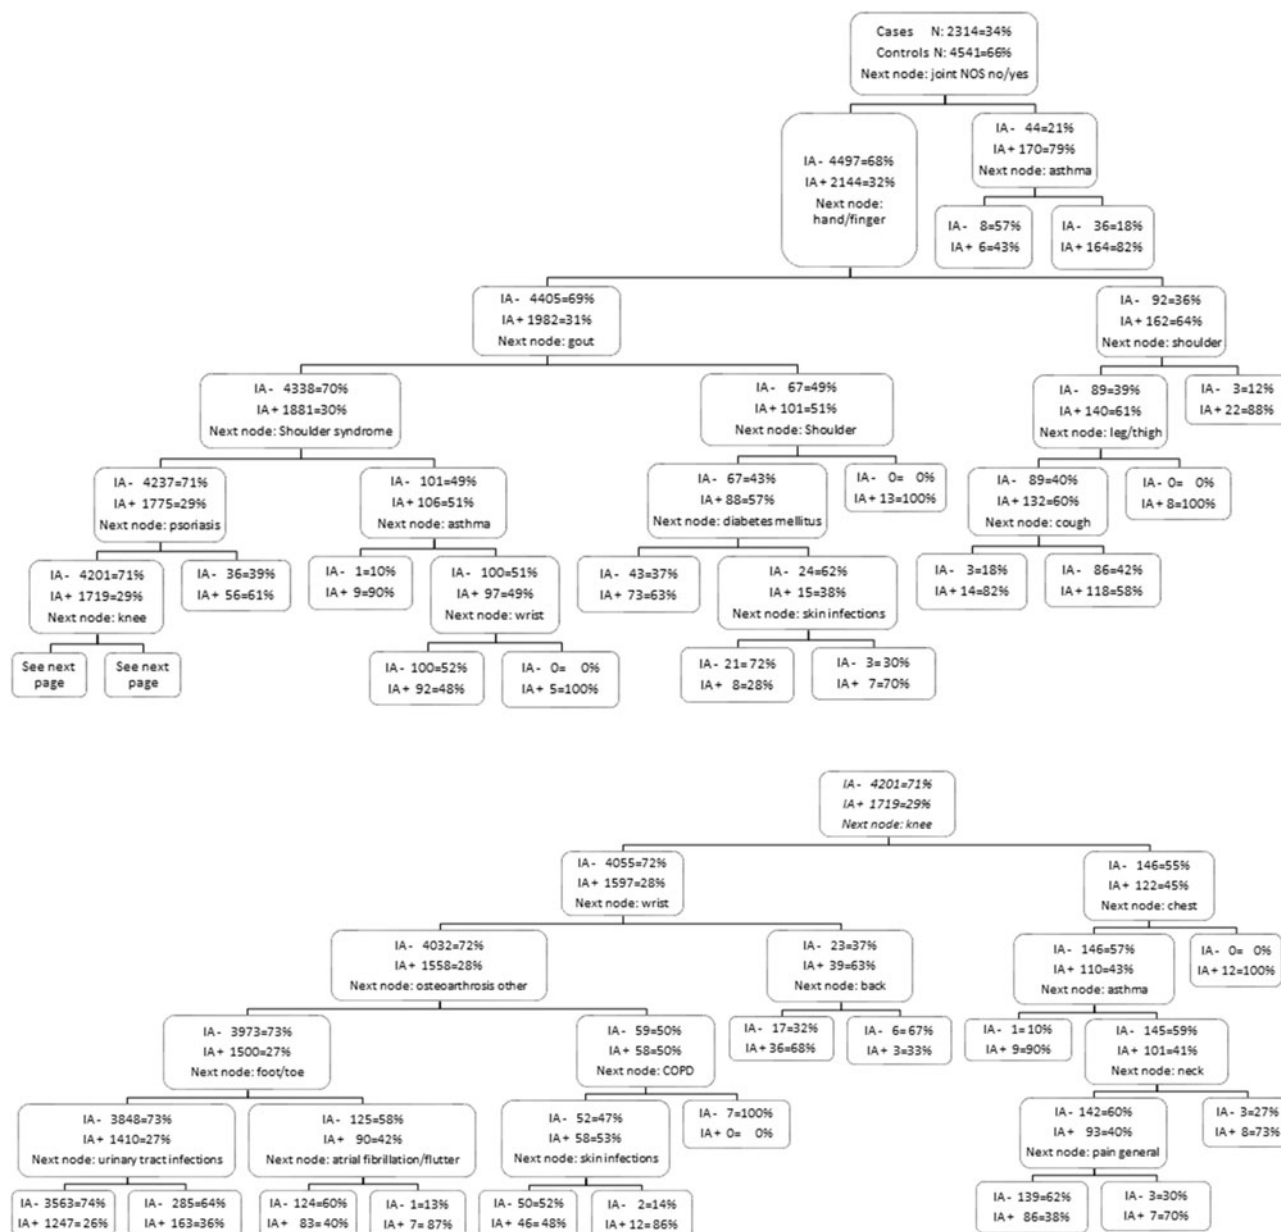 Cases N: 2314=34%
Controls N: 4541=66%
Next node: joint NOS no/yes
IA- 4497=68%
IA+ 2144=32%
Next node:
hand/finger
IA- 44=21%
IA+ 170=79%
Next node: asthma
IA- 8=57%
IA+ 6=43%
IA- 36=18%
IA+ 164=82%
IA- 4405=69%
IA+ 1982=31%
Next node: gout
IA- 92=36%
IA+ 162=64%
Next node: shoulder
IA- 4338=70%
IA+ 1881=30%
Next node: Shoulder syndrome
IA- 67=49%
IA+ 101=51%
Next node: Shoulder
IA- 89=39%
IA+ 140=61%
Next node: leg/thigh
IA- 3=12%
IA+ 22=88%
IA- 4237=71%
IA+ 1775=29%
Next node: psoriasis
IA- 101=49%
IA+ 106=51%
Next node: asthma
IA- 67=43%
IA+ 88=57%
Next node: diabetes mellitus
IA- 0= 0%
IA+ 13=100%
IA- 89=40%
IA+ 132=60%
Next node: cough
IA- 0= 0%
IA+ 8=100%
IA- 4201=71%
IA+ 1719=29%
Next node: knee
IA- 36=39%
IA+ 56=61%
IA- 1=10%
IA+ 9=90%
IA- 100=51%
IA+ 97=49%
Next node: wrist
IA- 43=37%
IA+ 73=63%
IA- 24=62%
IA+ 15=38%
Next node: skin infections
IA- 3=18%
IA+ 14=82%
IA- 86=42%
IA+ 118=58%
See next
page
See next
page
IA- 100=52%
IA+ 92=48%
IA- 0= 0%
IA+ 5=100%
IA- 21=72%
IA+ 8=28%
IA- 3=30%
IA+ 7=70%
IA- 4201=71%
IA+ 1719=29%
Next node: knee
IA- 4055=72%
IA+ 1597=28%
Next node: wrist
IA- 146=55%
IA+ 122=45%
Next node: chest
IA- 4032=72%
IA+ 1558=28%
Next node: osteoarthrosis other
IA- 23=37%
IA+ 39=63%
Next node: back
IA- 146=57%
IA+ 110=43%
Next node: asthma
IA- 0= 0%
IA+ 12=100%
IA- 3973=73%
IA+ 1500=27%
Next node: foot/toe
IA- 59=50%
IA+ 58=50%
Next node: COPD
IA- 17=32%
IA+ 36=68%
IA- 6=67%
IA+ 3=33%
IA- 1=10%
IA+ 9=90%
IA- 145=59%
IA+ 101=41%
Next node: neck
IA- 3848=73%
IA+ 1410=27%
Next node: urinary tract infections
IA- 125=58%
IA+ 90=42%
Next node: atrial fibrillation/flutter
IA- 52=47%
IA+ 58=53%
Next node: skin infections
IA- 7=100%
IA+ 0= 0%
IA- 142=60%
IA+ 93=40%
Next node: pain general
IA- 3=27%
IA+ 8=73%
IA- 3563=74%
IA+ 1247=26%
IA- 285=64%
IA+ 163=36%
IA- 124=60%
IA+ 83=40%
IA- 1=13%
IA+ 7= 87%
IA- 50=52%
IA+ 46=48%
IA- 2=14%
IA+ 12=86%
IA- 139=62%
IA+ 86=38%
IA- 3=30%
IA+ 7=70%